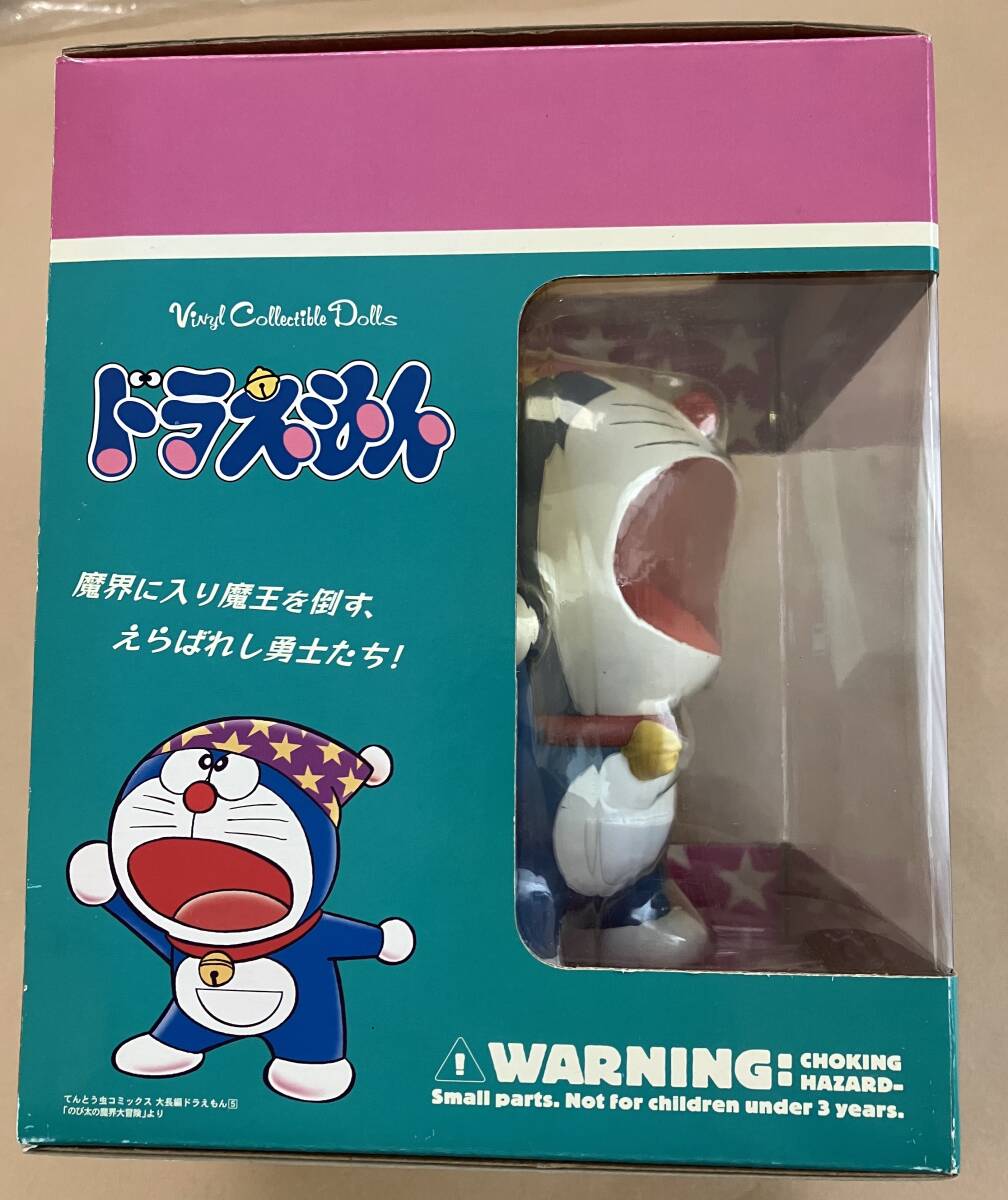 Vinyl Collectible Dolls
ドラえもん
魔界に入り魔王を倒す、
えらばれし勇士たち!
WARNING: CHOKING
HAZARD-
Small parts. Not for children under 3 years.
てんとう虫コミックス 大長編ドラえもん5
「のび太の魔界大冒険」より